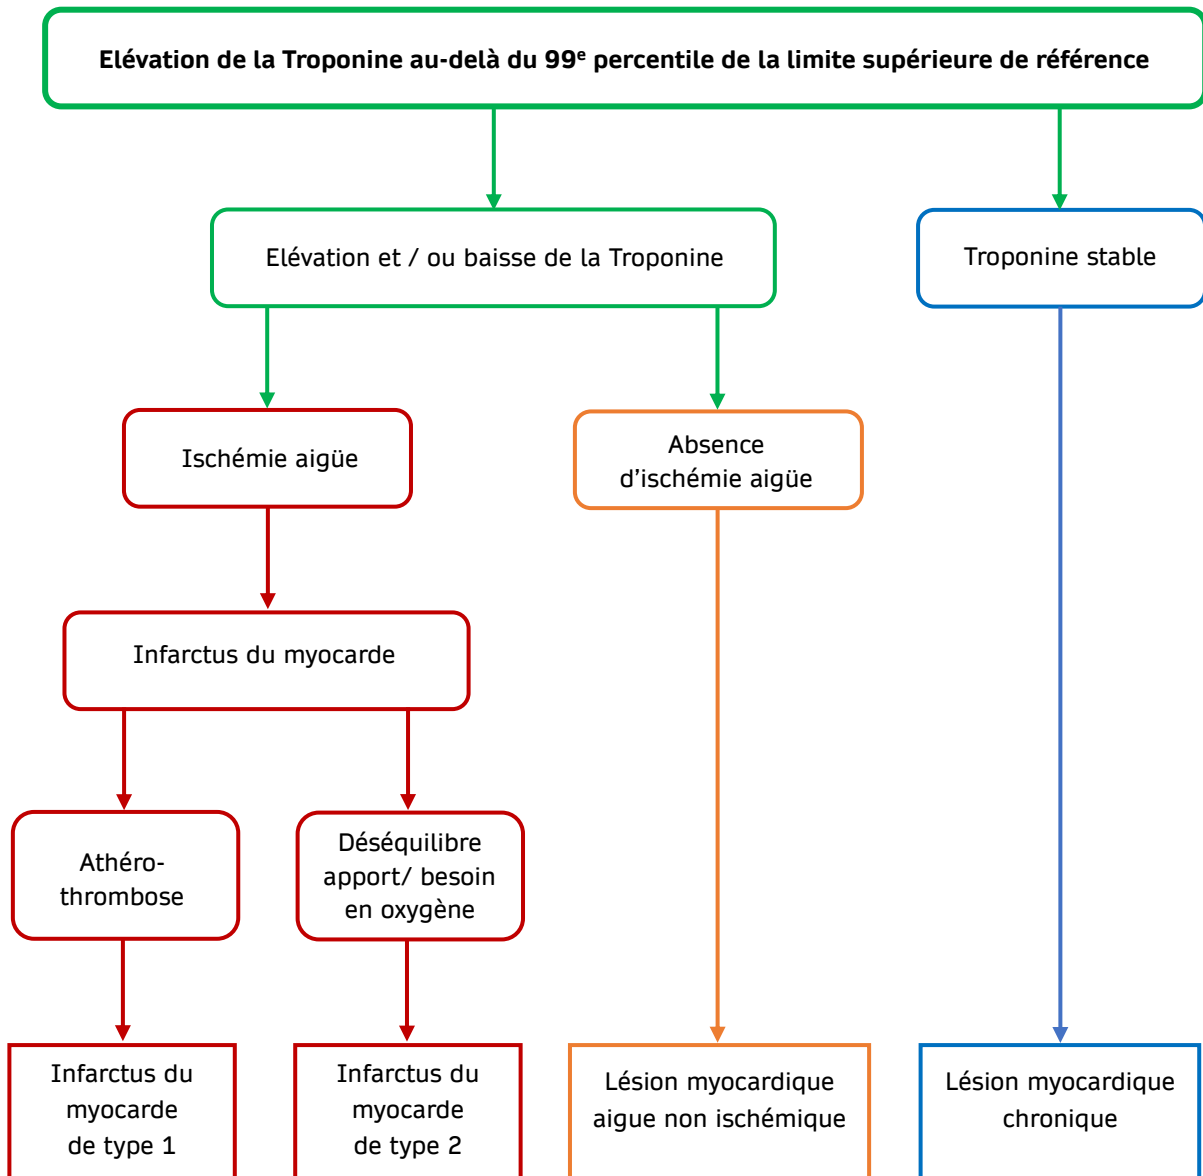 Elévation de la Troponine au-delà du 99e percentile de la limite supérieure de référence
Elévation et / ou baisse de la Troponine
Troponine stable
Ischémie aigüe
Absence
d'ischémie aigüe
Infarctus du myocarde
Athéro-
thrombose
Déséquilibre
apport/ besoin
en oxygène
Infarctus du
myocarde
de type 1
Infarctus du
myocarde
de type 2
Lésion myocardique
aigue non ischémique
Lésion myocardique
chronique